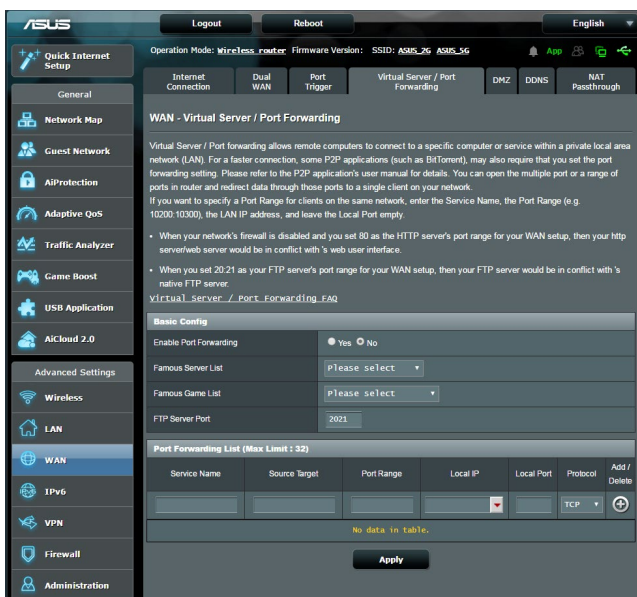 ASUS
Logout
Reboot
English
Quick Internet
Setup
Operation Mode: Wireless router Firmware Version: SSID: ASUS_2G ASUS_5G
App
Internet
Connection
Dual
WAN
Port
Trigger
Virtual Server / Port
Forwarding
DMZ
DDNS
NAT
Passthrough
General
Network Map
Guest Network
AiProtection
Adaptive QoS
Traffic Analyzer
Game Boost
USB Application
AiCloud 2.0
Advanced Settings
Wireless
LAN
WAN
IPv6
VPN
Firewall
Administration
WAN - Virtual Server / Port Forwarding
Virtual Server / Port forwarding allows remote computers to connect to a specific computer or service within a private local area
network (LAN). For a faster connection, some P2P applications (such as BitTorrent), may also require that you set the port
forwarding setting. Please refer to the P2P application's user manual for details. You can open the multiple port or a range of
ports in router and redirect data through those ports to a single client on your network.
If you want to specify a Port Range for clients on the same network, enter the Service Name, the Port Range (e.g.
10200:10300), the LAN IP address, and leave the Local Port empty.
• When your network's firewall is disabled and you set 80 as the HTTP server's port range for your WAN setup, then your http
server/web server would be in conflict with 's web user interface.
• When you set 20:21 as your FTP server's port range for your WAN setup, then your FTP server would be in conflict with 's
native FTP server.
Virtual Server / Port Forwarding FAQ
Basic Config
Enable Port Forwarding
Yes No
Famous Server List
Please select
Famous Game List
Please select
FTP Server Port
2021
Port Forwarding List (Max Limit : 32)
Service Name
Source Target
Port Range
Local IP
Local Port
Protocol
Add /
Delete
TCP
No data in table.
Apply